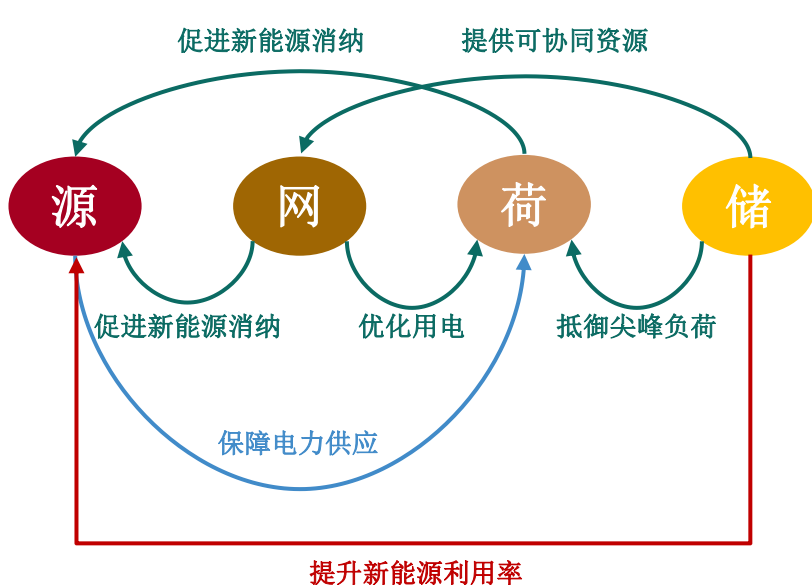 促进新能源消纳
提供可协同资源
源
网
荷
储
促进新能源消纳
优化用电
抵御尖峰负荷
保障电力供应
提升新能源利用率